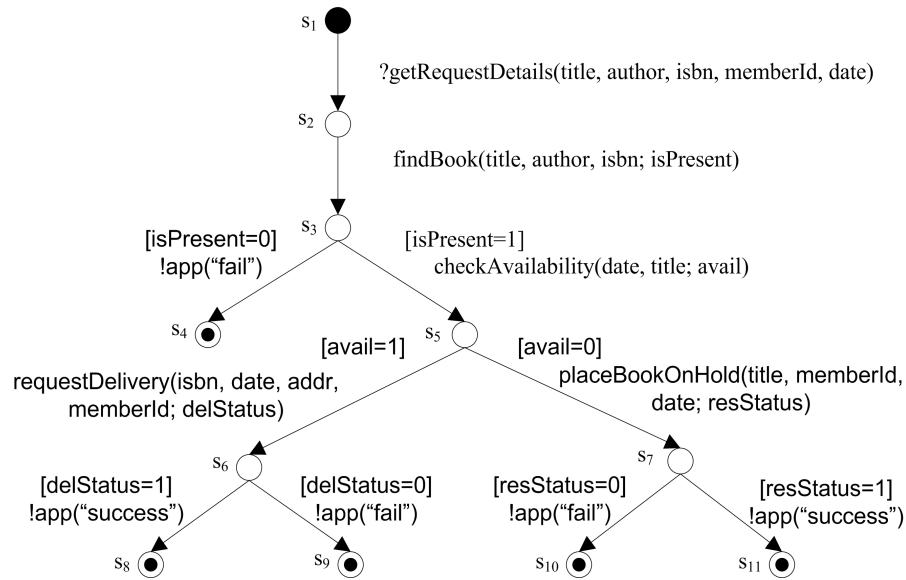 s1
?getRequestDetails(title, author, isbn, memberId, date)
s2
findBook(title, author, isbn; isPresent)
s3
[isPresent=0]
!app(“fail”)
[isPresent=1]
checkAvailability(date, title; avail)
s4
s5
[avail=1]
requestDelivery(isbn, date, addr,
memberId; delStatus)
[avail=0]
placeBookOnHold(title, memberId,
date; resStatus)
s6
s7
[delStatus=1]
!app(“success”)
[delStatus=0]
!app(“fail”)
[resStatus=0]
!app(“fail”)
[resStatus=1]
!app(“success”)
s8
s9
s10
s11